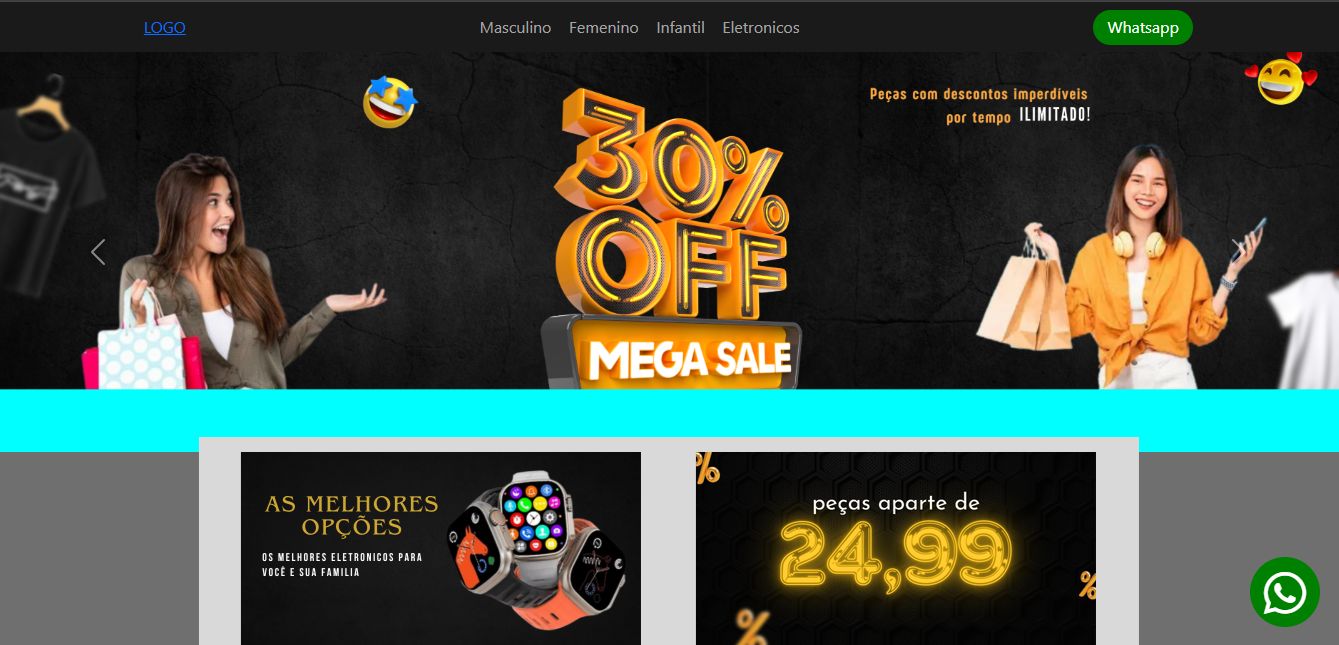 LOGO
Masculino Femenino Infantil Eletronicos
Whatsapp
Peças com descontos imperdíveis
por tempo ILIMITADO!
30%
OFF
MEGA SALE
AS MELHORES
OPÇÕES
OS MELHORES ELETRONICOS PARA
VOCÊ E SUA FAMILIA
peças aparte de
24,99